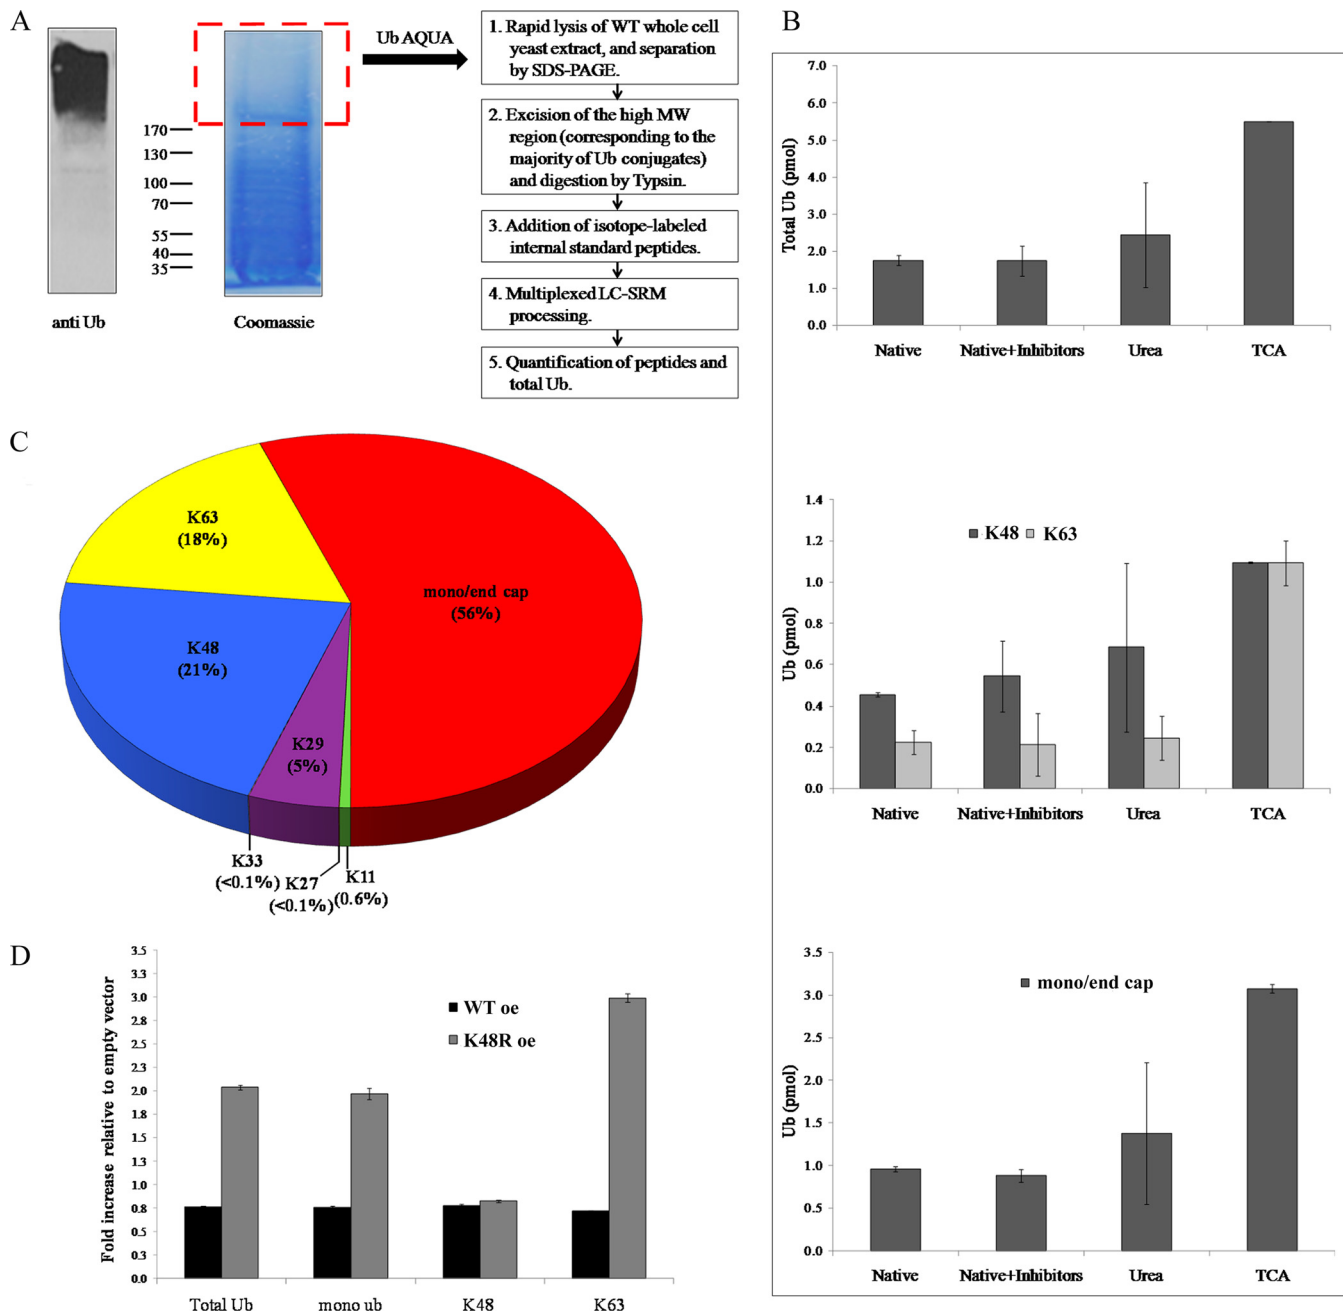 A
170
130
100
70
55
40
35
anti Ub
Coomassie
Ub AQUA
1. Rapid lysis of WT whole cell
yeast extract, and separation
by SDS-PAGE.
2. Excision of the high MW
region (corresponding to the
majority of Ub conjugates)
and digestion by Typsin.
3. Addition of isotope-labeled
internal standard peptides.
4. Multiplexed LC-SRM
processing.
5. Quantification of peptides and
total Ub.
B
Total Ub (pmol)
7.0
6.0
5.0
4.0
3.0
2.0
1.0
0.0
Native
Native+Inhibitors
Urea
TCA
Ub (pmol)
1.4
1.2
1.0
0.8
0.6
0.4
0.2
0.0
K48
K63
Native
Native+Inhibitors
Urea
TCA
Ub (pmol)
3.5
3.0
2.5
2.0
1.5
1.0
0.5
0.0
mono/end cap
Native
Native+Inhibitors
Urea
TCA
C
K63
(18%)
mono/end cap
(56%)
K48
(21%)
K29
(5%)
K33
(<0.1%)
K27
(<0.1%)
K11
(0.6%)
D
Fold increase relative to empty vector
3.5
3.3
3.0
2.8
2.5
2.3
2.0
1.8
1.5
1.3
1.0
0.8
0.5
0.3
0.0
WT oe
K48R oe
Total Ub
mono ub
K48
K63